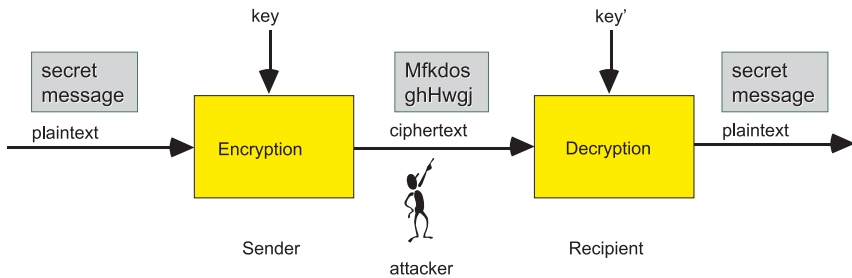 key
key’
secret
message
Mfkdos
ghHwgj
secret
message
plaintext
ciphertext
plaintext
Encryption
Decryption
Sender
Recipient
attacker